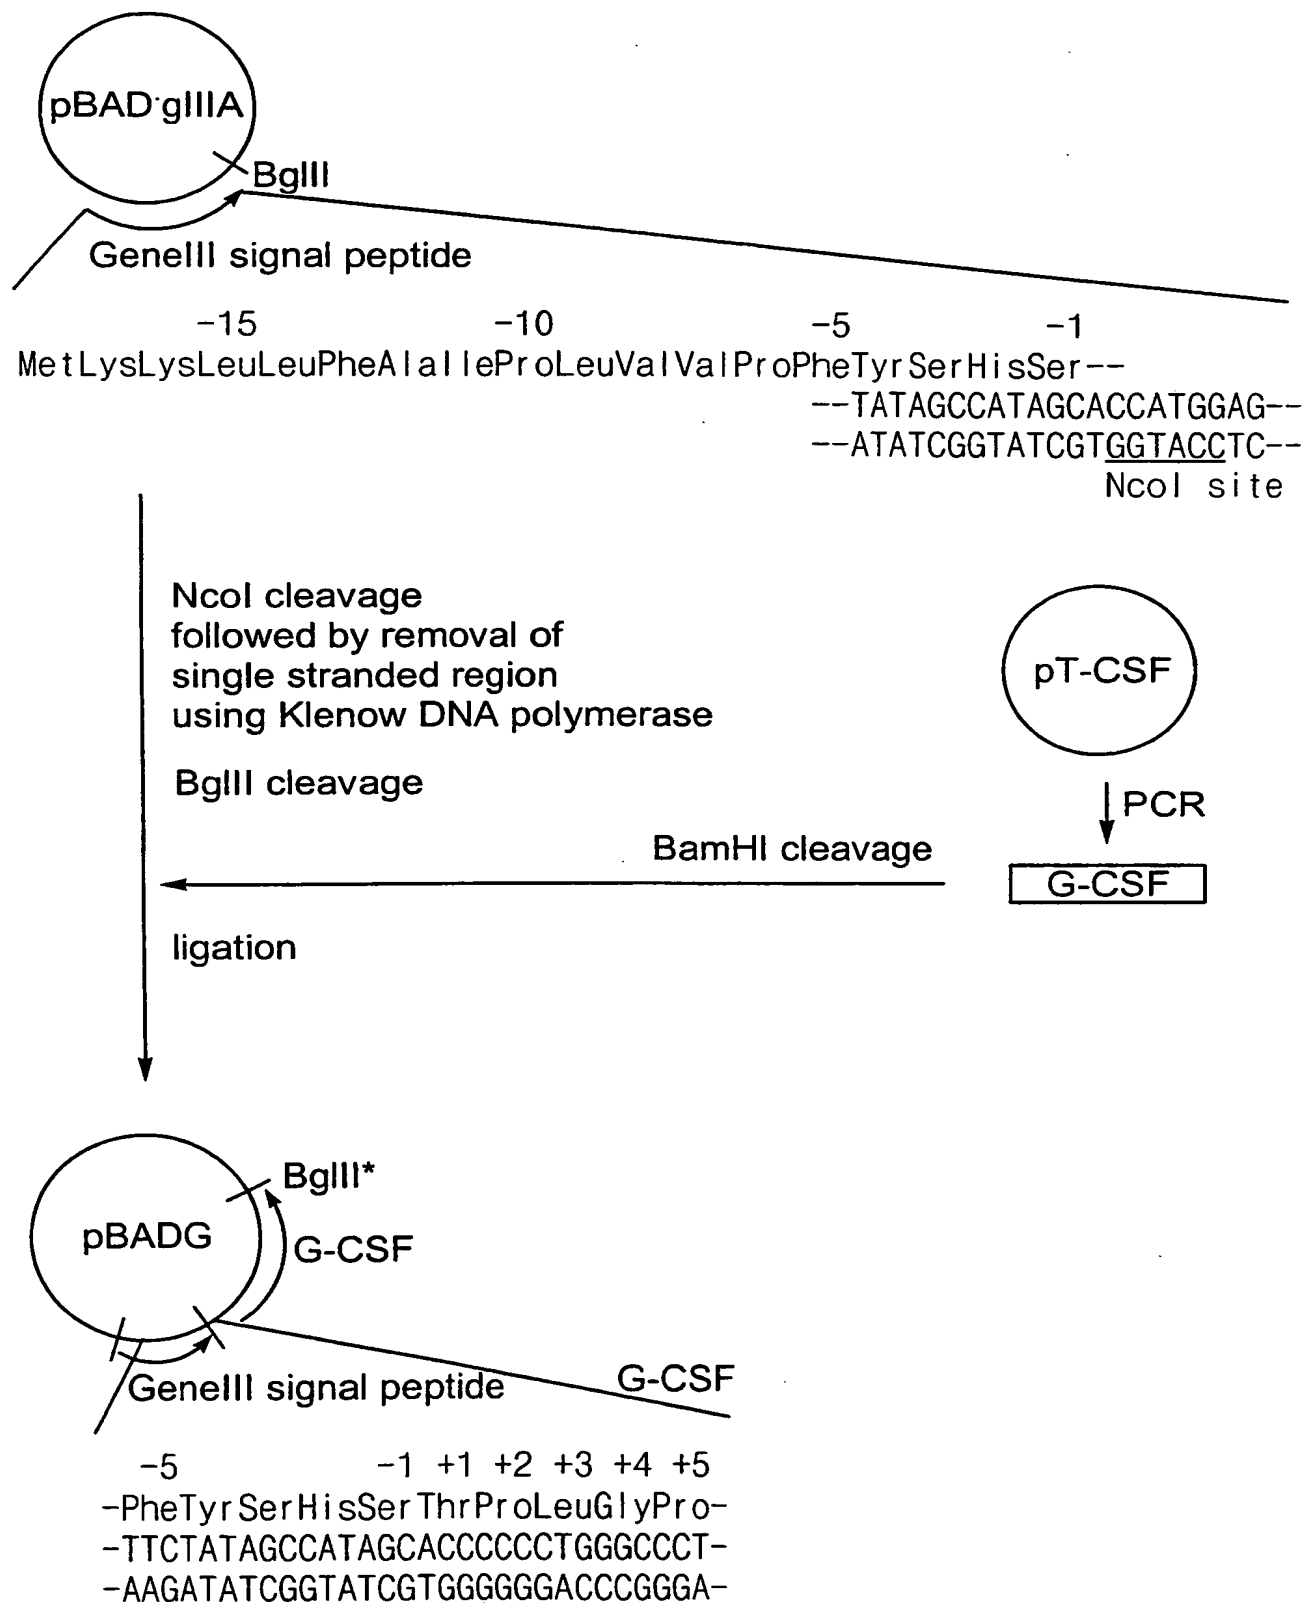 pBAD·gIIIA
BglII
GeneIII signal peptide
-15 -10 -5 -1
MetLysLysLeuLeuPheAlaIleProLeuValValProPheTyrSerHisSer--
--TATAGCCATAGCACCATGGAG--
--ATATCGGTATCGTGGTACCTC--
NcoI site
NcoI cleavage
followed by removal of
single stranded region
using Klenow DNA polymerase
pT-CSF
BglII cleavage
PCR
BamHI cleavage
G-CSF
ligation
BglII*
pBADG
G-CSF
GeneIII signal peptide
G-CSF
-5 -1 +1 +2 +3 +4 +5
-PheTyrSerHisSerThrProLeuGlyPro-
-TTCTATAGCCATAGCACCCCCCTGGGCCCT-
-AAGATATCGGTATCGTGGGGGGACCCGGGA-